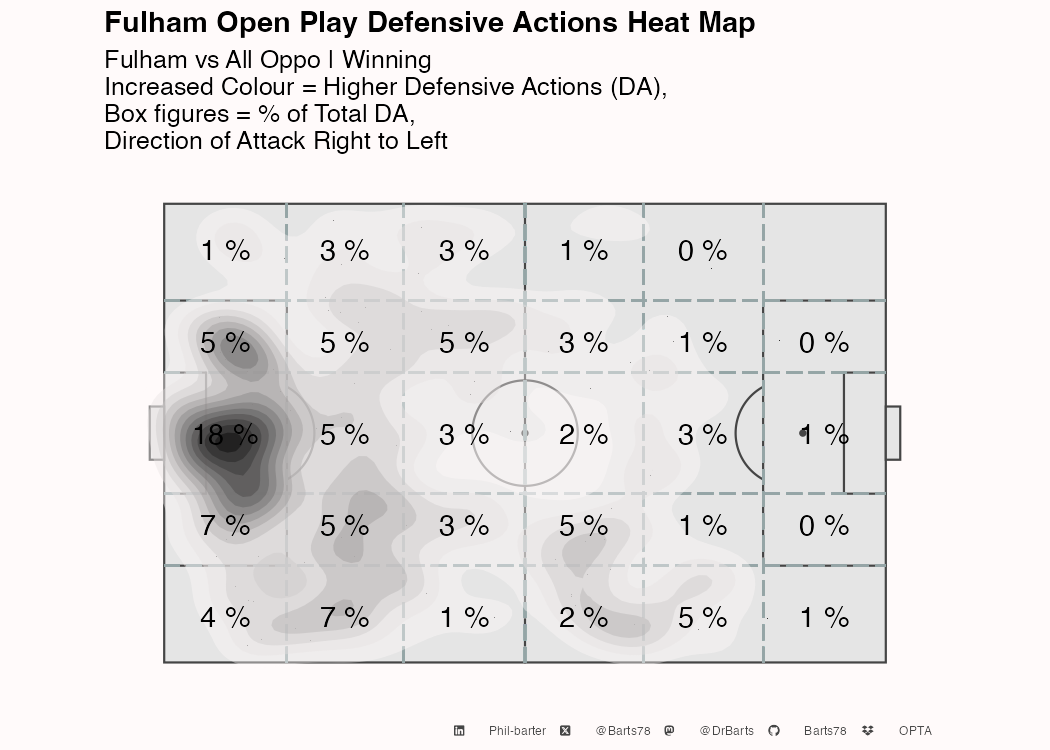 Fulham Open Play Defensive Actions Heat Map
Fulham vs All Oppo | Winning
Increased Colour = Higher Defensive Actions (DA),
Box figures = % of Total DA,
Direction of Attack Right to Left
1 % 3 % 3 % 1 % 0 %
5 % 5 % 5 % 3 % 1 % 0 %
18 % 5 % 3 % 2 % 3 % 1 %
7 % 5 % 3 % 5 % 1 % 0 %
4 % 7 % 1 % 2 % 5 % 1 %
Phil-barter @Barts78 @DrBarts Barts78 OPTA